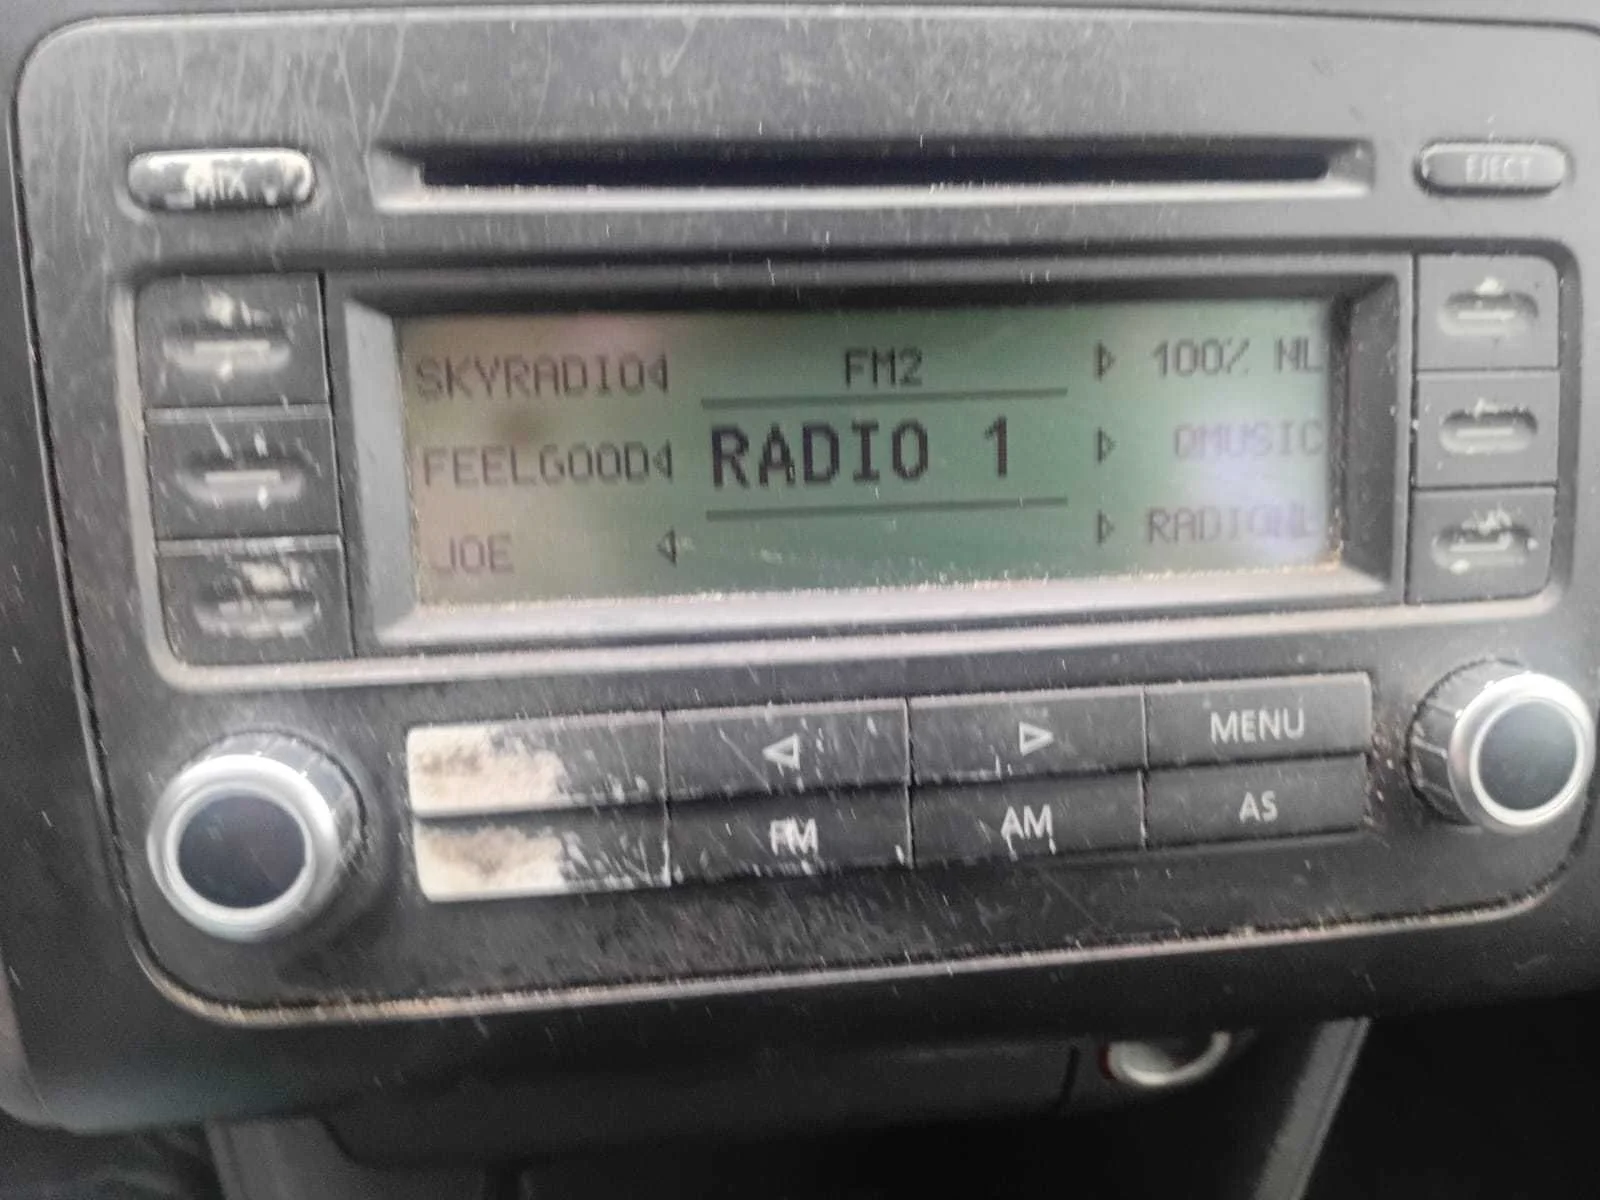 MIX
EJECT
SKYRADIO
FM2
100% NL
FEELGOOD
RADIO 1
QMUSIC
JOE
RADIONL
MENU
FM
AM
AS